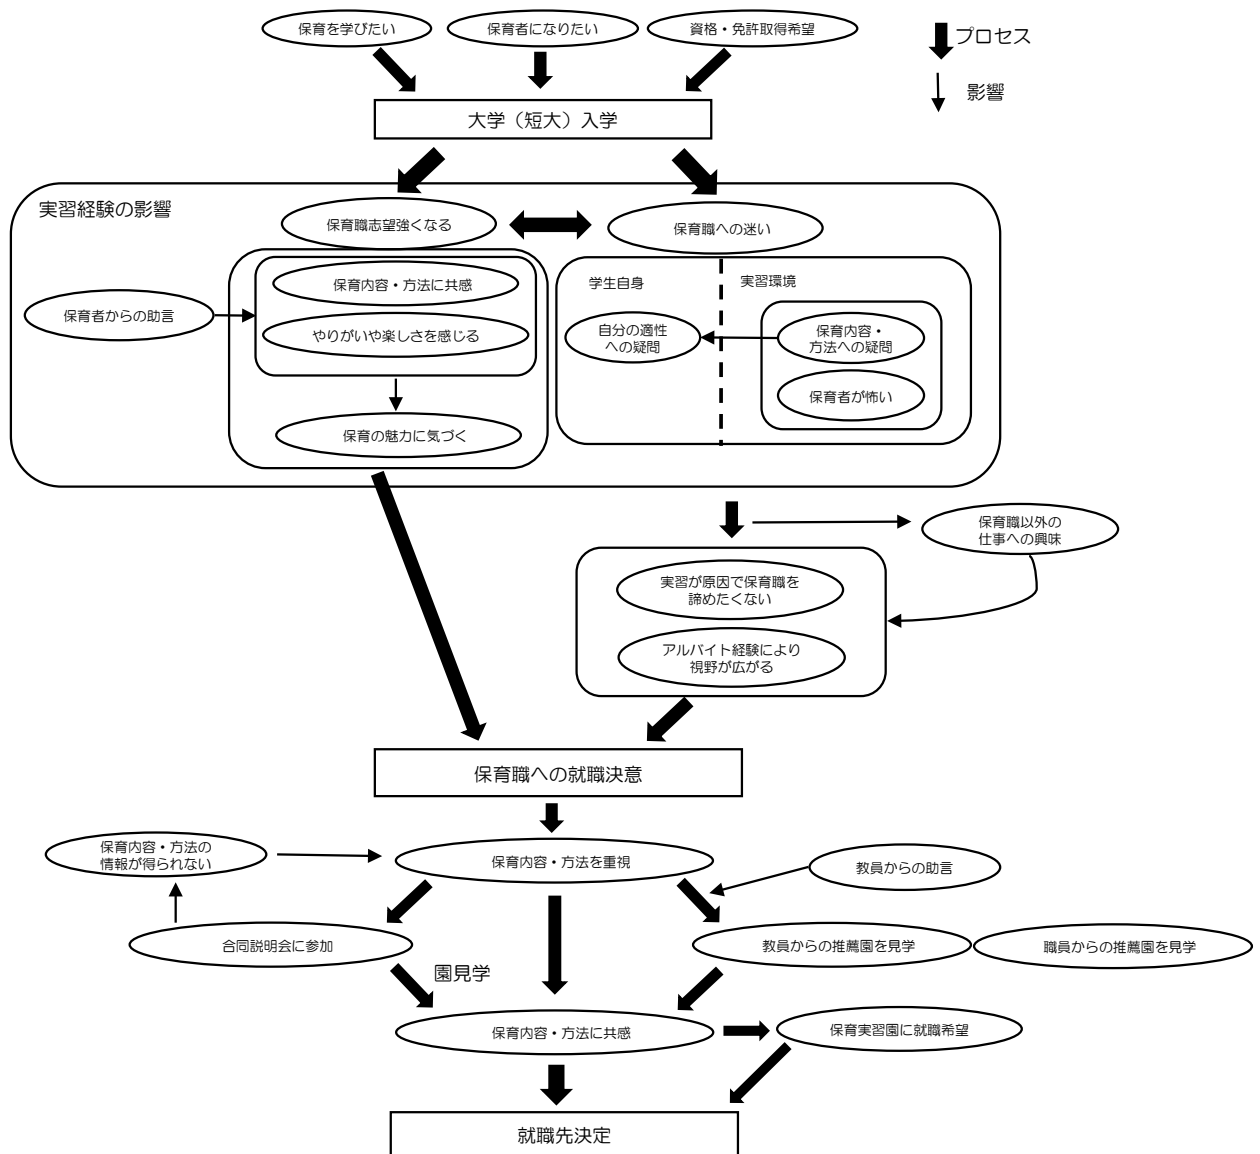 保育を学びたい
保育者になりたい
資格・免許取得希望
プロセス
影響
大学（短大）入学
実習経験の影響
保育職志望強くなる
保育職への迷い
保育内容・方法に共感
やりがいや楽しさを感じる
保育者からの助言
保育の魅力に気づく
学生自身
実習環境
自分の適性
への疑問
保育内容・
方法への疑問
保育者が怖い
保育職以外の
仕事への興味
実習が原因で保育職を
諦めたくない
アルバイト経験により
視野が広がる
保育職への就職決意
保育内容・方法の
情報が得られない
保育内容・方法を重視
教員からの助言
合同説明会に参加
園見学
教員からの推薦園を見学
職員からの推薦園を見学
保育内容・方法に共感
保育実習園に就職希望
就職先決定